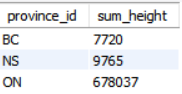 province_id sum_height
BC 7720
NS 9765
ON 678037